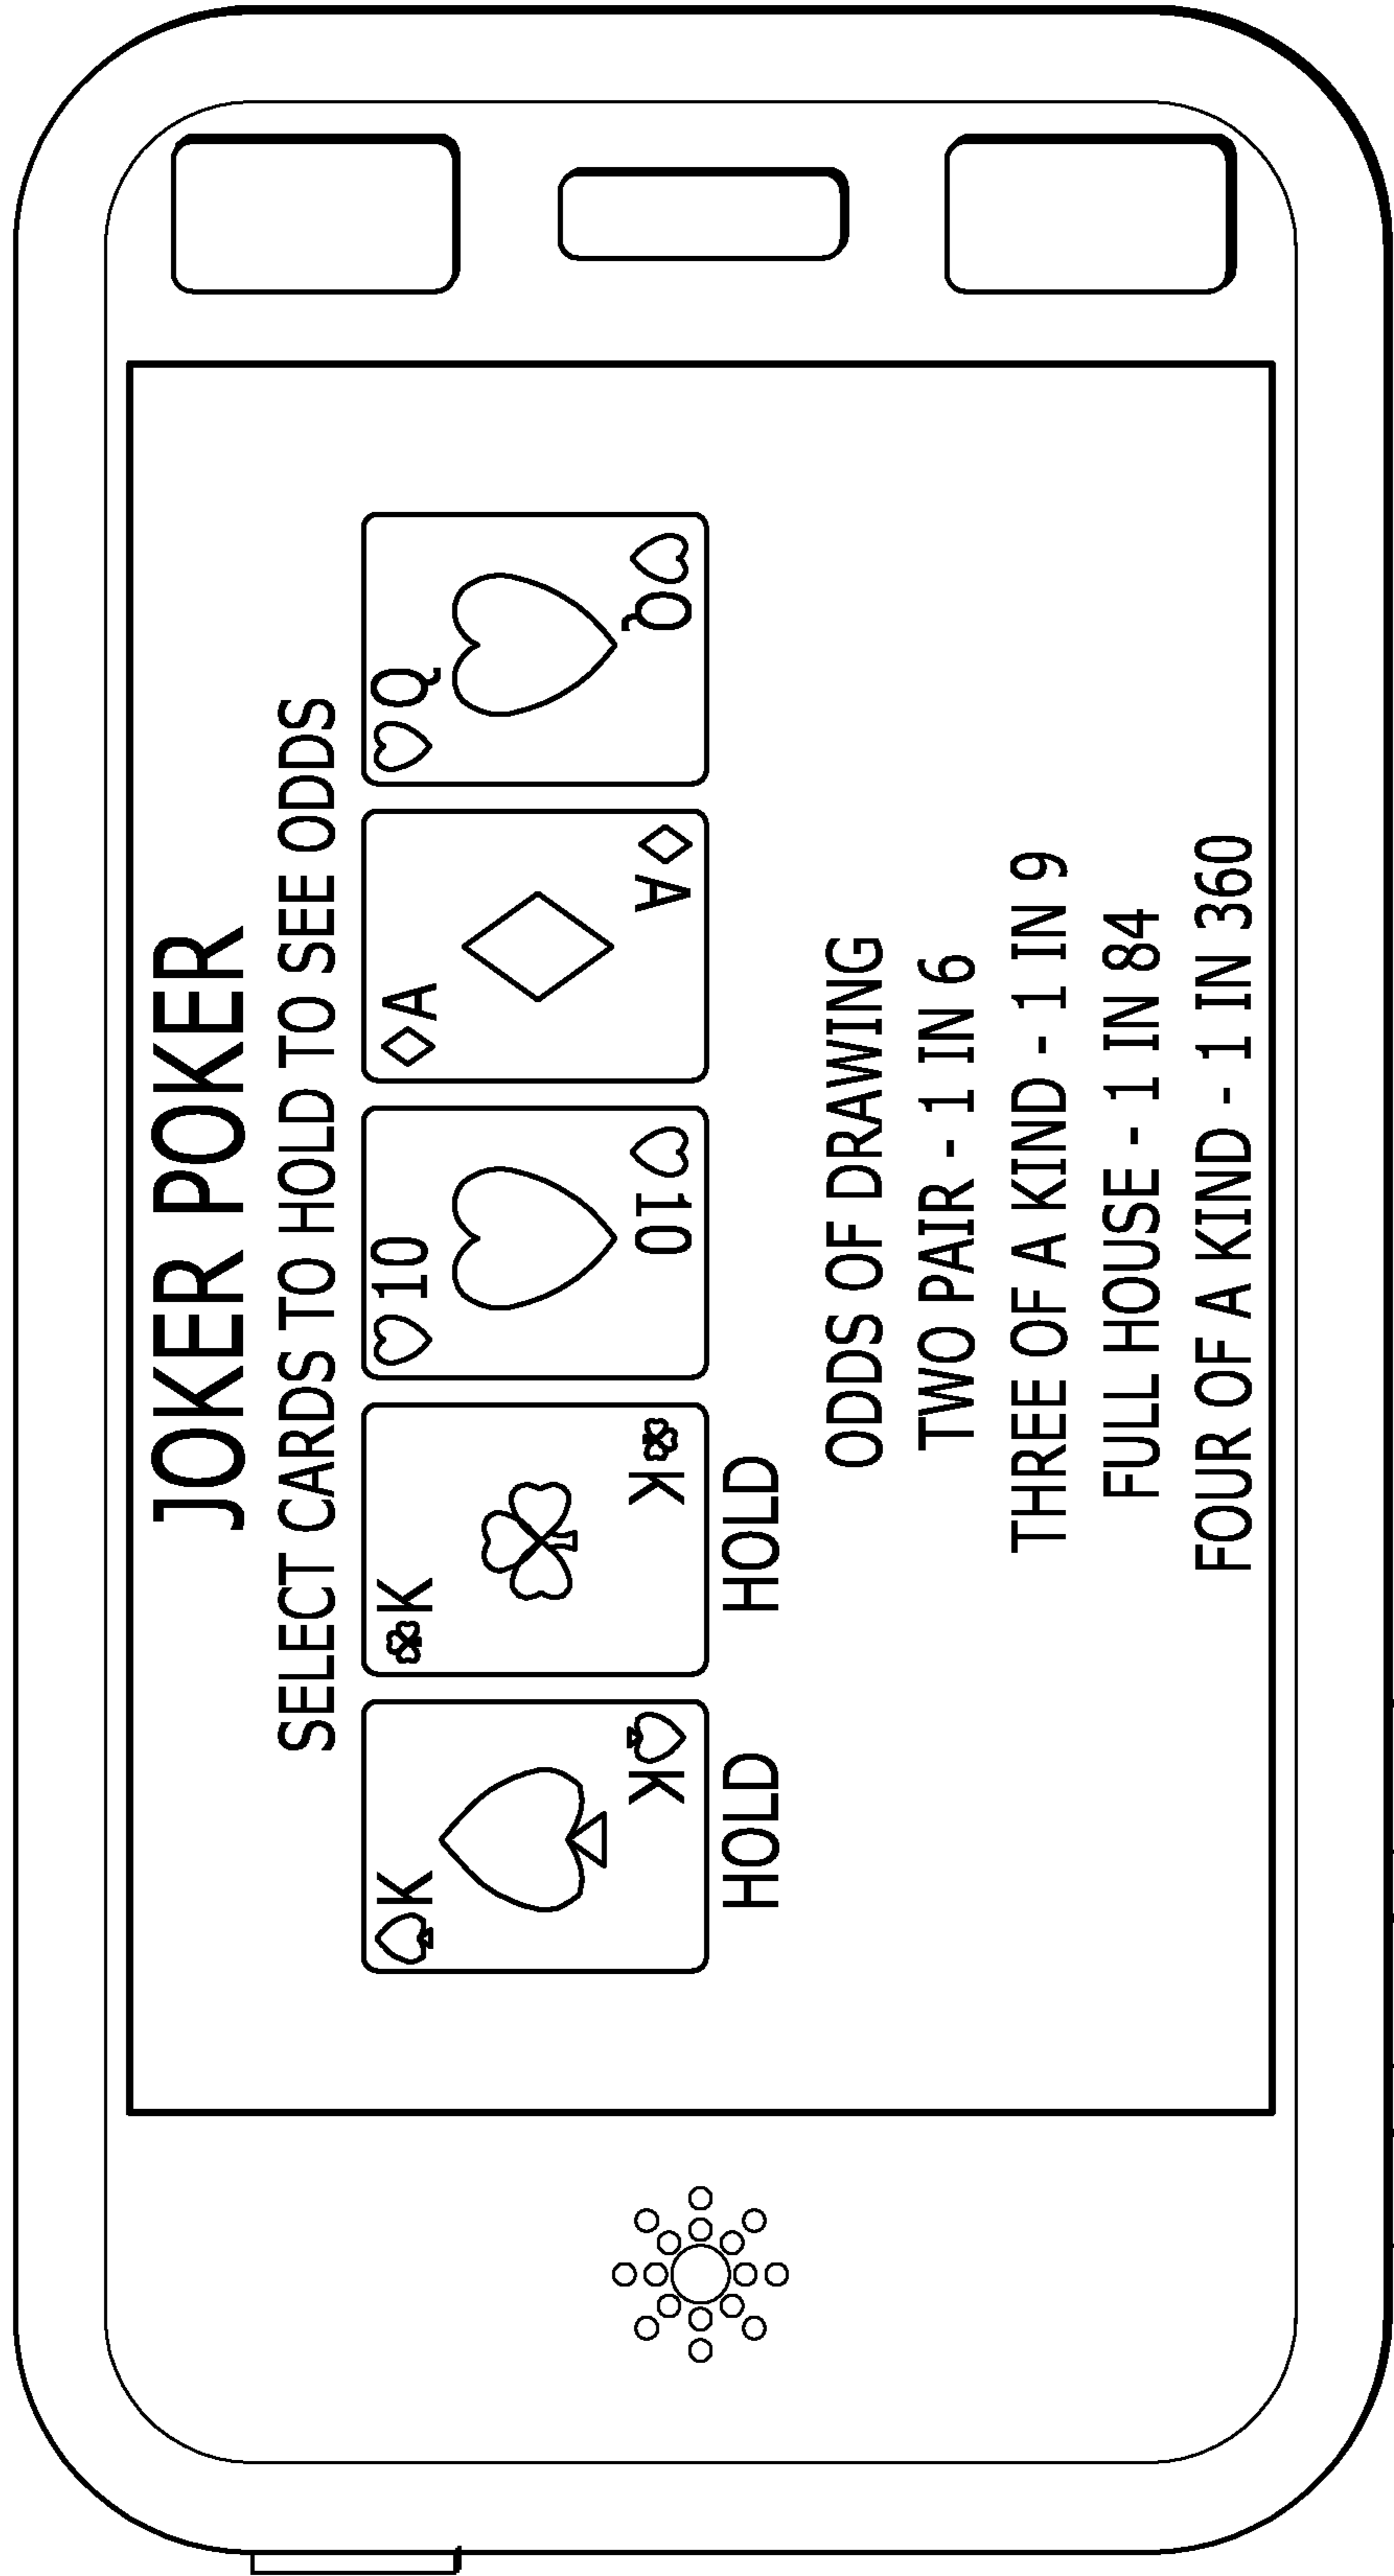 JOKER POKER
SELECT CARDS TO HOLD TO SEE ODDS
K K 10 A Q
K K 10 A Q
HOLD HOLD
ODDS OF DRAWING
TWO PAIR - 1 IN 6
THREE OF A KIND - 1 IN 9
FULL HOUSE - 1 IN 84
FOUR OF A KIND - 1 IN 360